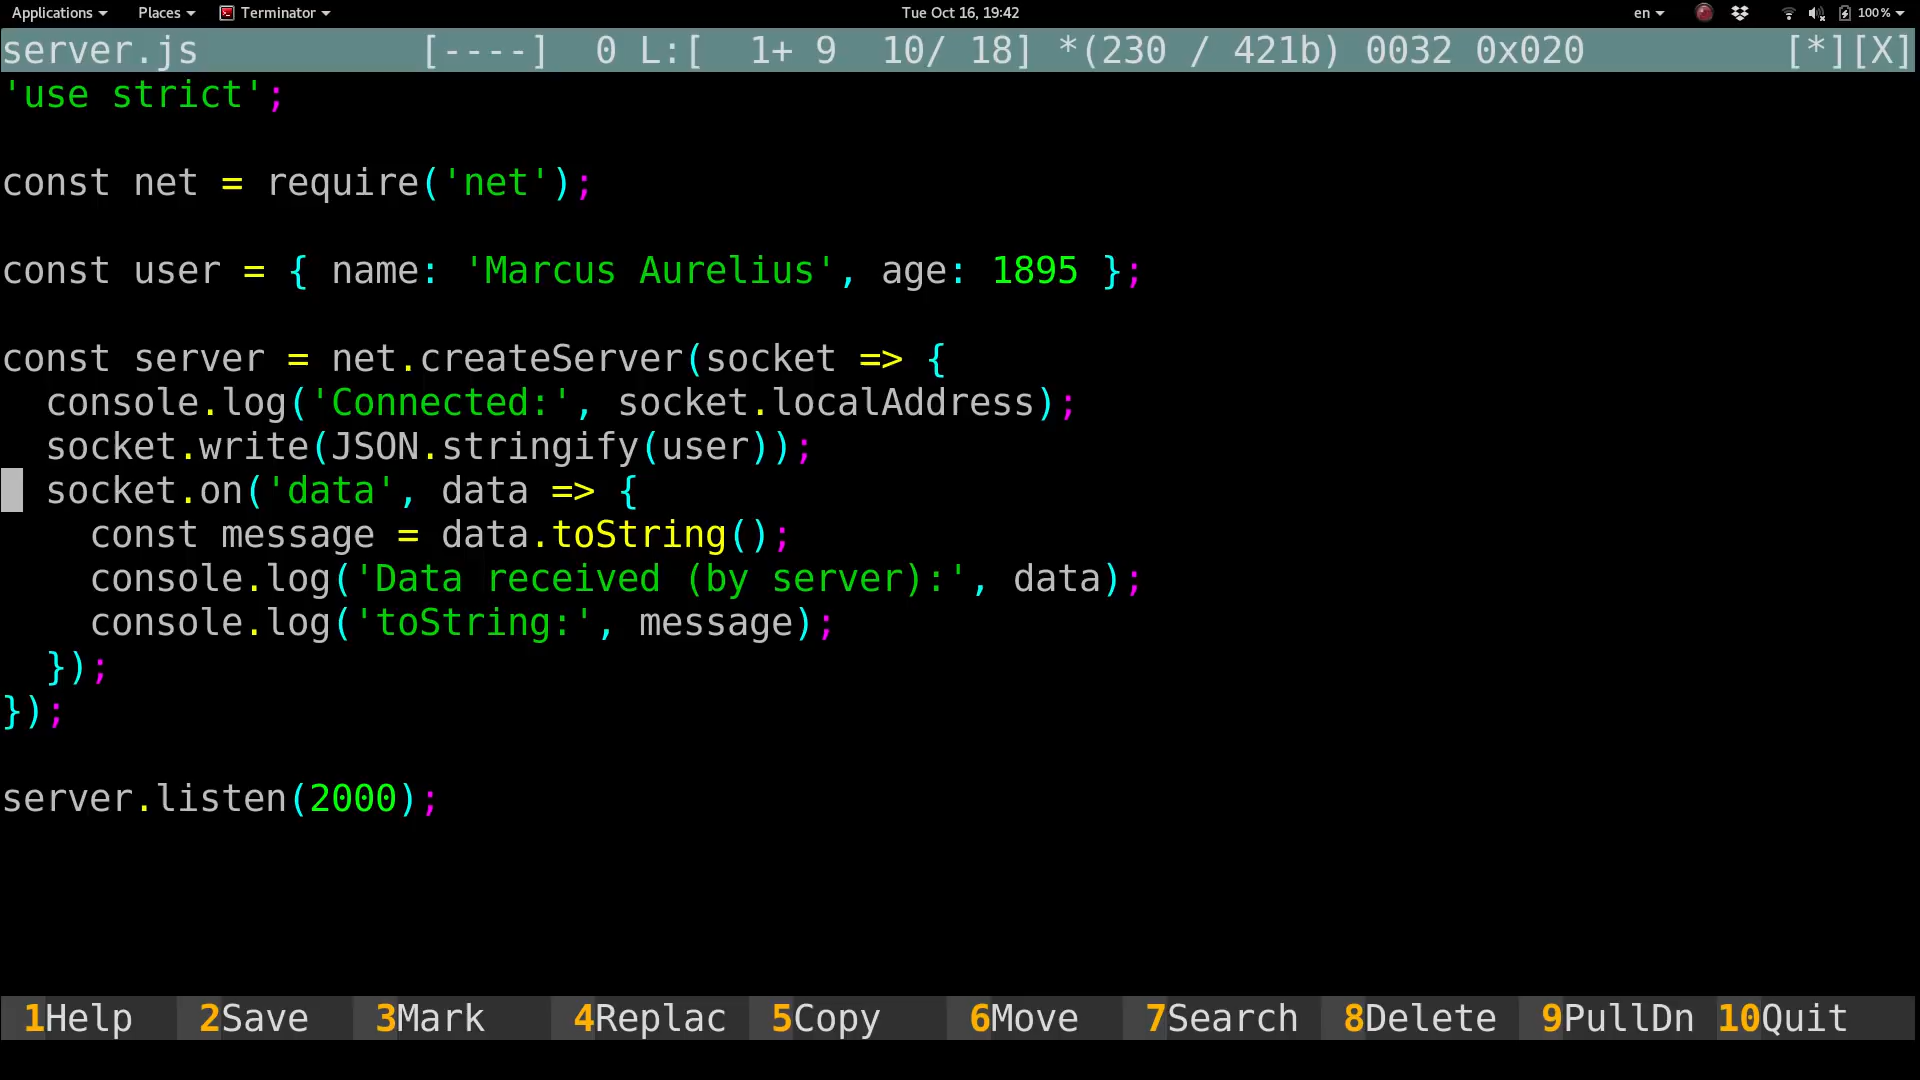 Applications Places Terminator Tue Oct 16, 19:42 en 100%
server.js [----] 0 L:[ 1+ 9 10/ 18] *(230 / 421b) 0032 0x020 [*][X]
'use strict';
const net = require('net');
const user = { name: 'Marcus Aurelius', age: 1895 };
const server = net.createServer(socket => {
console.log('Connected:', socket.localAddress);
socket.write(JSON.stringify(user));
socket.on('data', data => {
const message = data.toString();
console.log('Data received (by server):', data);
console.log('toString:', message);
});
});
server.listen(2000);
1Help 2Save 3Mark 4Replac 5Copy 6Move 7Search 8Delete 9PullDn 10Quit